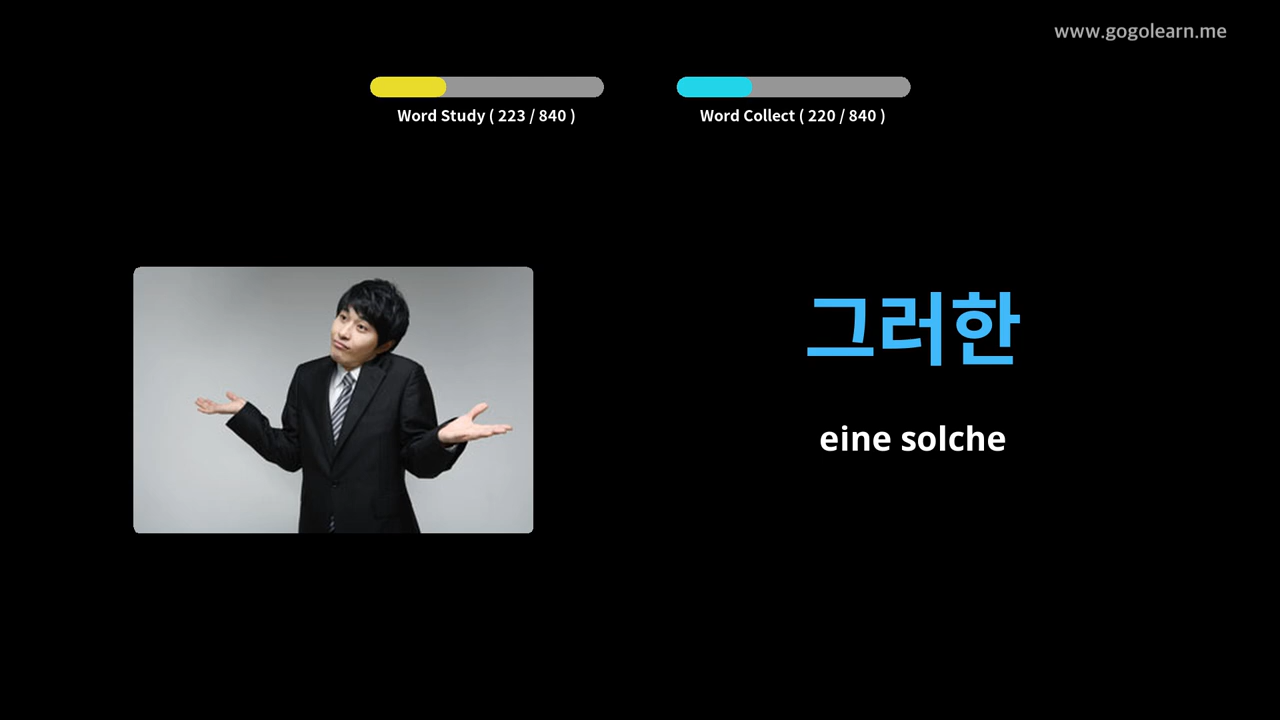 www.gogolearn.me
Word Study ( 223 / 840 )
Word Collect ( 220 / 840 )
그러한
eine solche